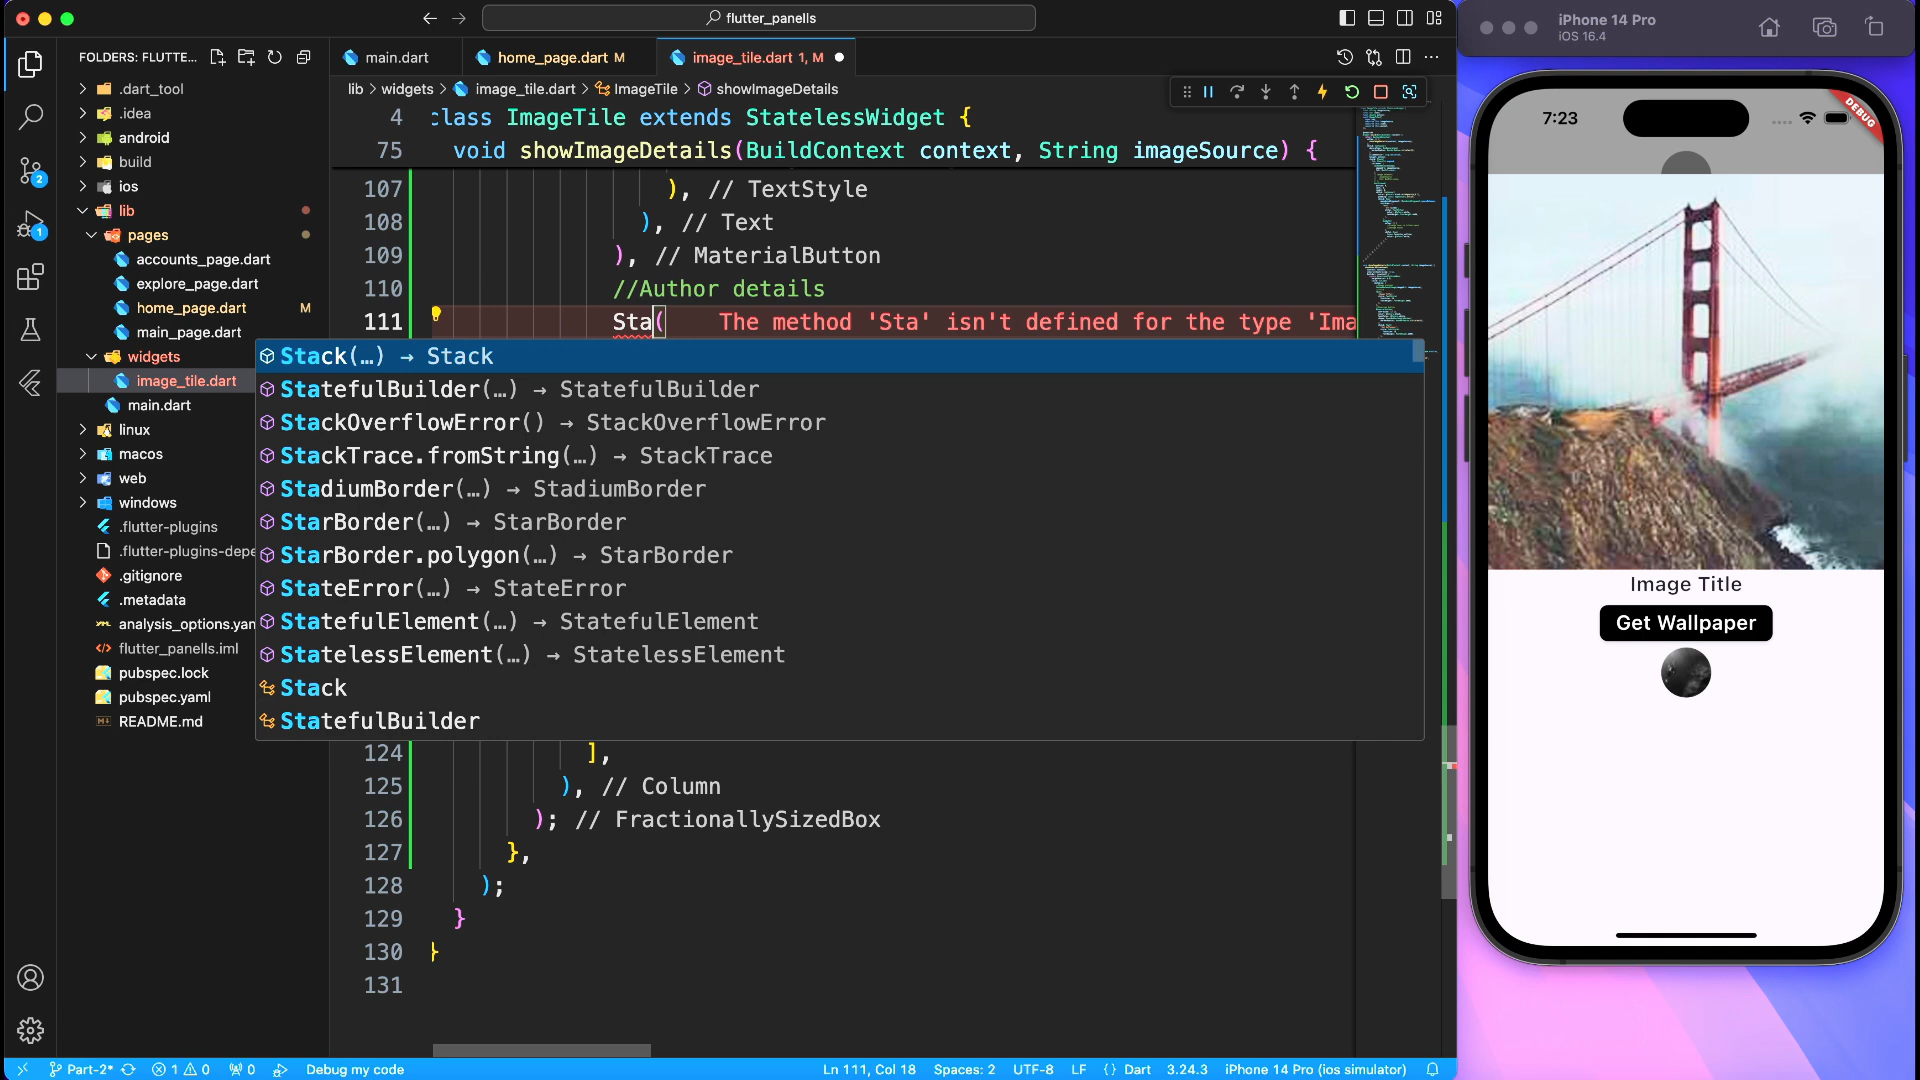 flutter_panells
FOLDERS: FLUTTE...
.dart_tool
.idea
android
build
ios
lib
pages
accounts_page.dart
explore_page.dart
home_page.dart M
main_page.dart
widgets
image_tile.dart
main.dart
linux
macos
web
windows
.flutter-plugins
.flutter-plugins-depe
.gitignore
.metadata
analysis_options.yan
flutter_panells.iml
pubspec.lock
pubspec.yaml
README.md
2
1
main.dart
home_page.dart M
image_tile.dart 1, M
lib > widgets > image_tile.dart > ImageTile > showImageDetails
4 class ImageTile extends StatelessWidget {
75 void showImageDetails(BuildContext context, String imageSource) {
107 ), // TextStyle
108 ), // Text
109 ), // MaterialButton
110 //Author details
111 Sta( The method 'Sta' isn't defined for the type 'Ima
Stack(…) → Stack
StatefulBuilder(…) → StatefulBuilder
StackOverflowError() → StackOverflowError
StackTrace.fromString(…) → StackTrace
StadiumBorder(…) → StadiumBorder
StarBorder(…) → StarBorder
StarBorder.polygon(…) → StarBorder
StateError(…) → StateError
StatefulElement(…) → StatefulElement
StatelessElement(…) → StatelessElement
Stack
StatefulBuilder
124 ],
125 ), // Column
126 ); // FractionallySizedBox
127 },
128 );
129 }
130 }
131
Part-2* 1 0 0 Debug my code
Ln 111, Col 18 Spaces: 2 UTF-8 LF {} Dart 3.24.3 iPhone 14 Pro (ios simulator)
iPhone 14 Pro
iOS 16.4
7:23
DEBUG
Image Title
Get Wallpaper